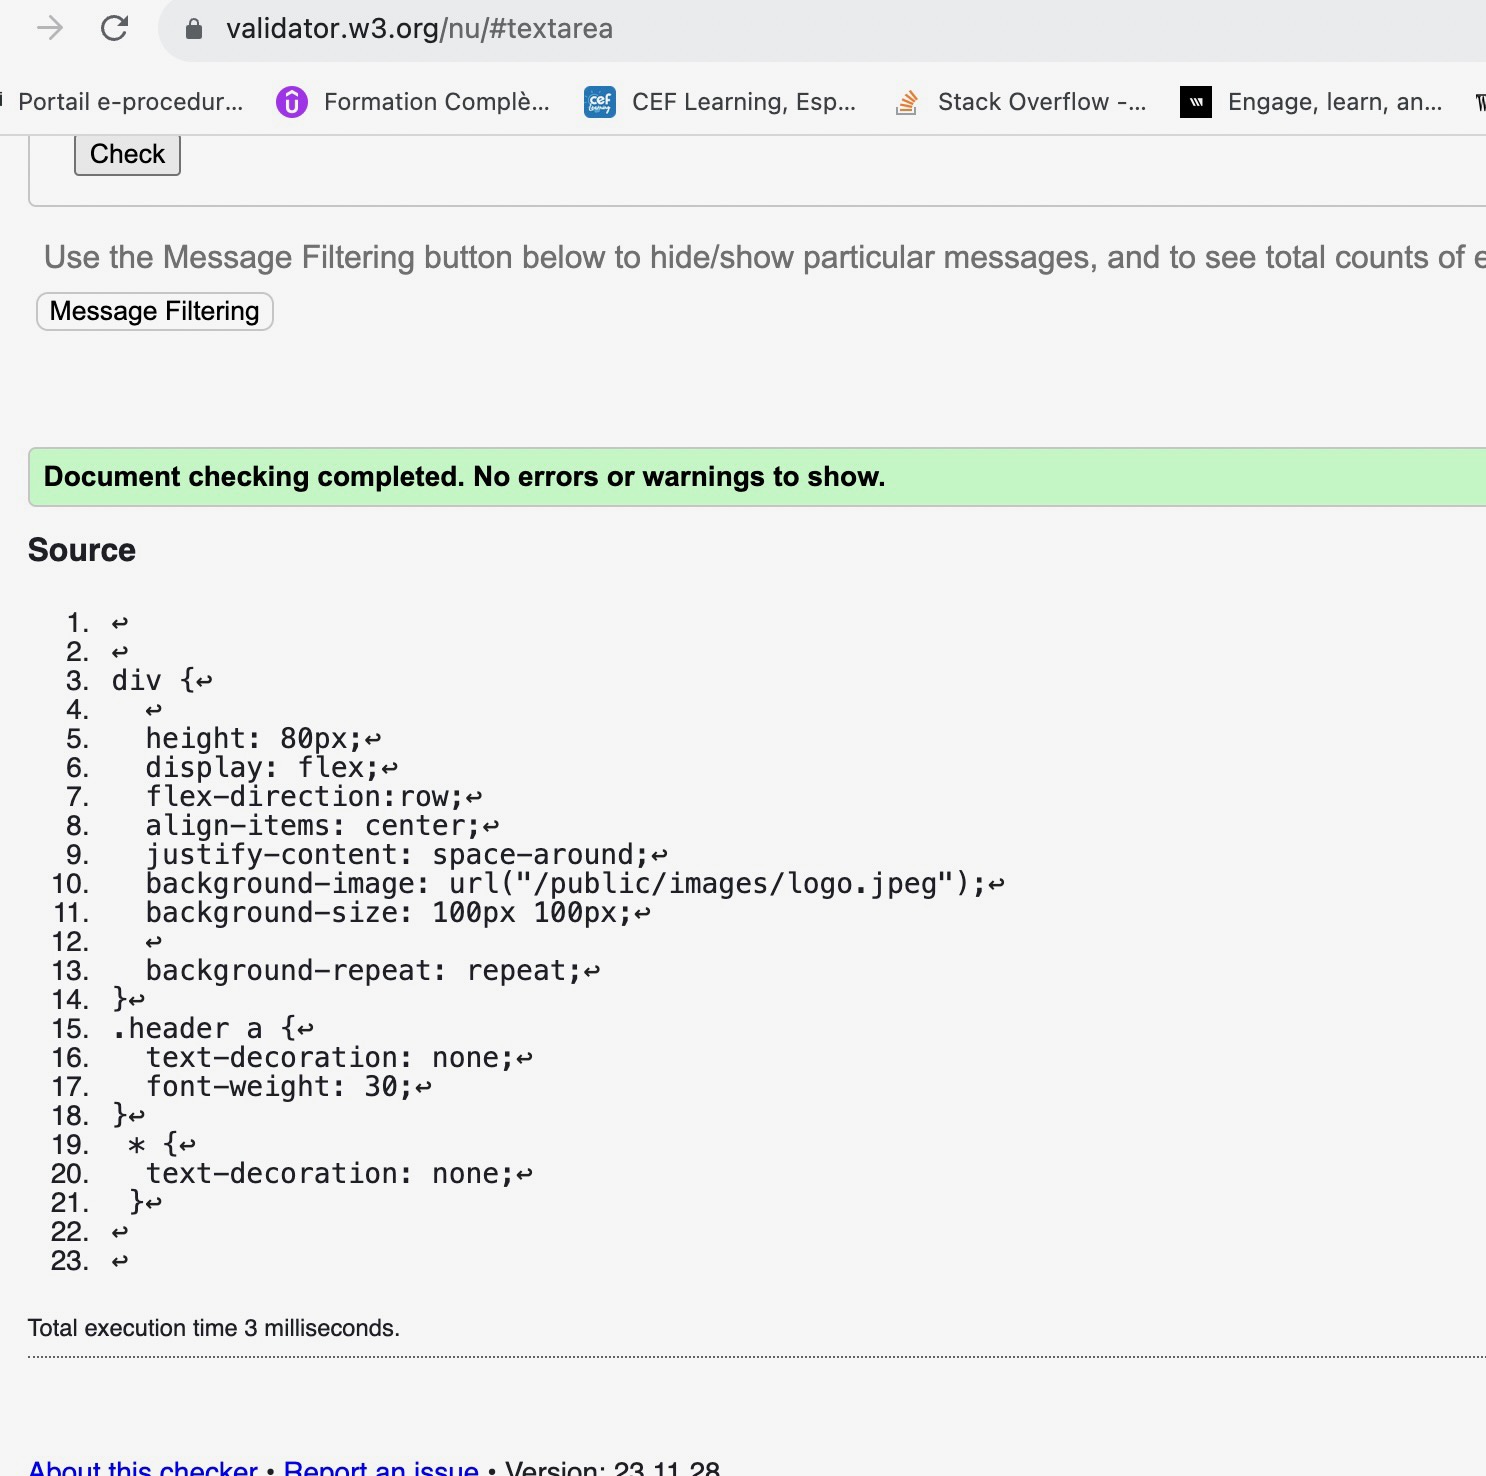 validator.w3.org/nu/#textarea
Portail e-procedur... Formation Complè... CEF Learning, Esp... Stack Overflow -... Engage, learn, an...
Check
Use the Message Filtering button below to hide/show particular messages, and to see total counts of e
Message Filtering
Document checking completed. No errors or warnings to show.
Source
1. ↩
2. ↩
3. div {↩
4. ↩
5. height: 80px;↩
6. display: flex;↩
7. flex-direction:row;↩
8. align-items: center;↩
9. justify-content: space-around;↩
10. background-image: url("/public/images/logo.jpeg");↩
11. background-size: 100px 100px;↩
12. ↩
13. background-repeat: repeat;↩
14. }↩
15. .header a {↩
16. text-decoration: none;↩
17. font-weight: 30;↩
18. }↩
19. * {↩
20. text-decoration: none;↩
21. }↩
22. ↩
23. ↩
Total execution time 3 milliseconds.
About this checker • Report an issue • Version: 23.11.28